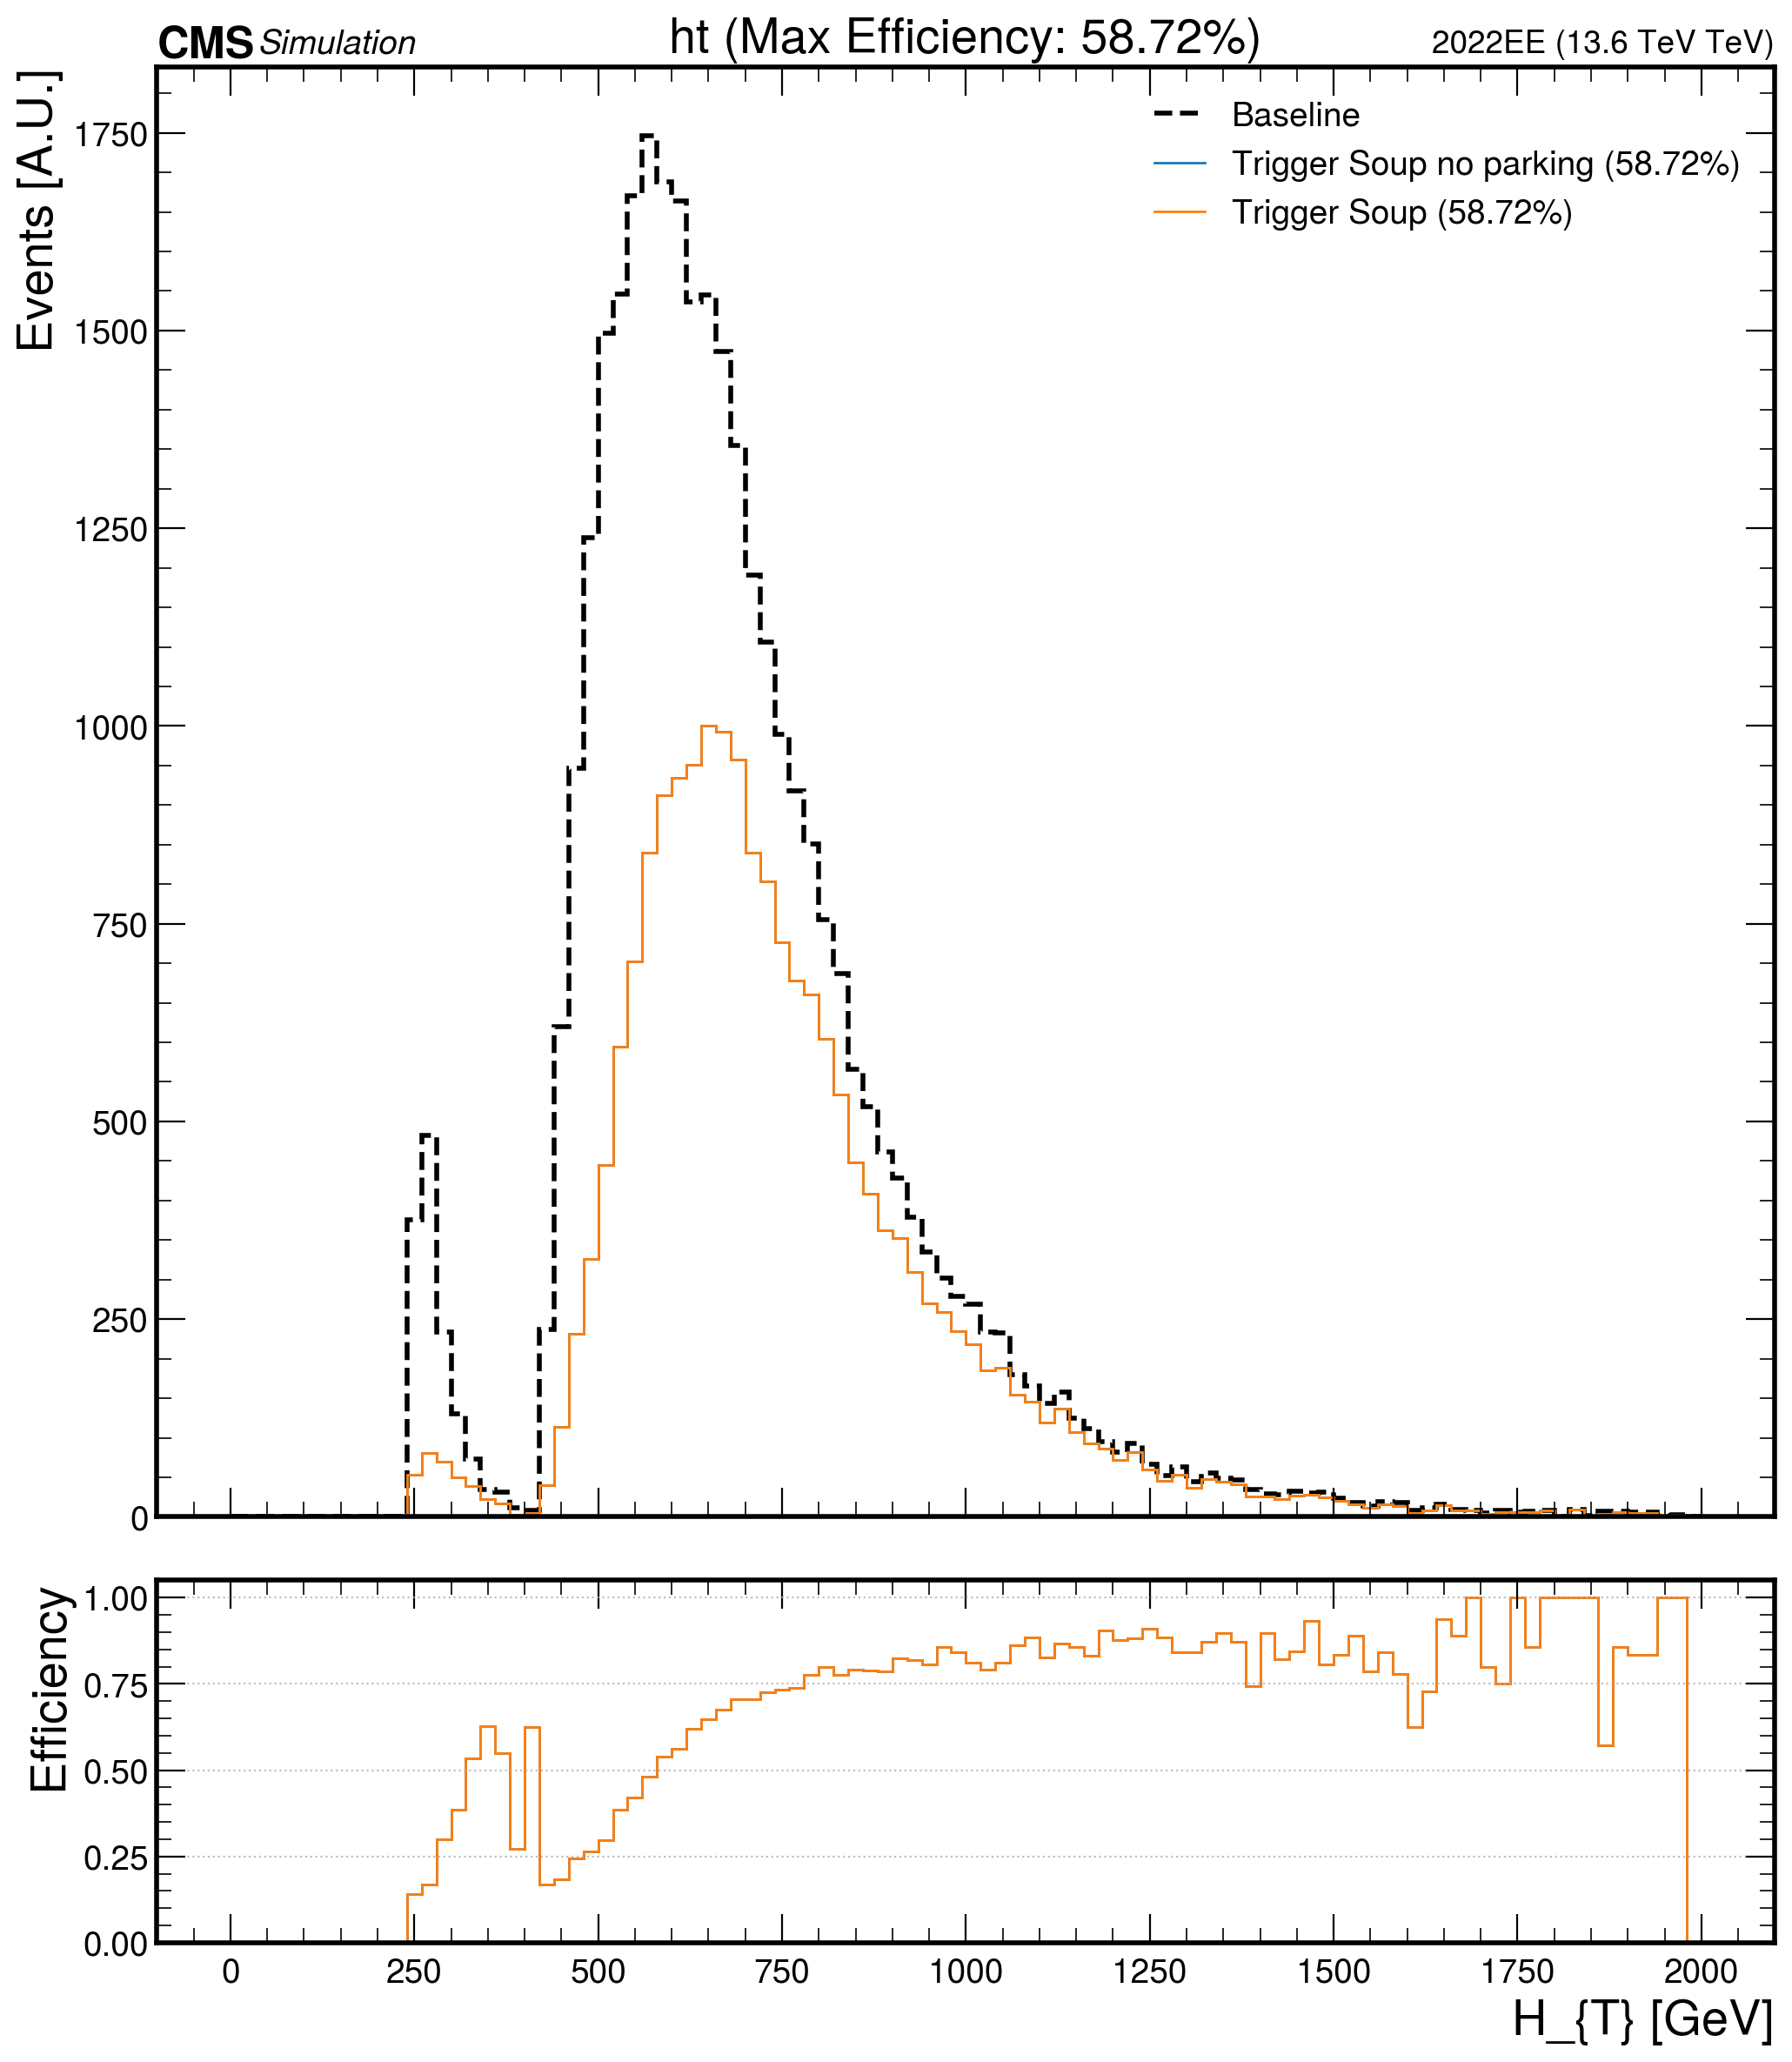 CMS Simulation
ht (Max Efficiency: 58.72%)
2022EE (13.6 TeV TeV)
Events [A.U.]
1750
1500
1250
1000
750
500
250
0
Baseline
Trigger Soup no parking (58.72%)
Trigger Soup (58.72%)
Efficiency
1.00
0.75
0.50
0.25
0.00
0 250 500 750 1000 1250 1500 1750 2000
H_{T} [GeV]